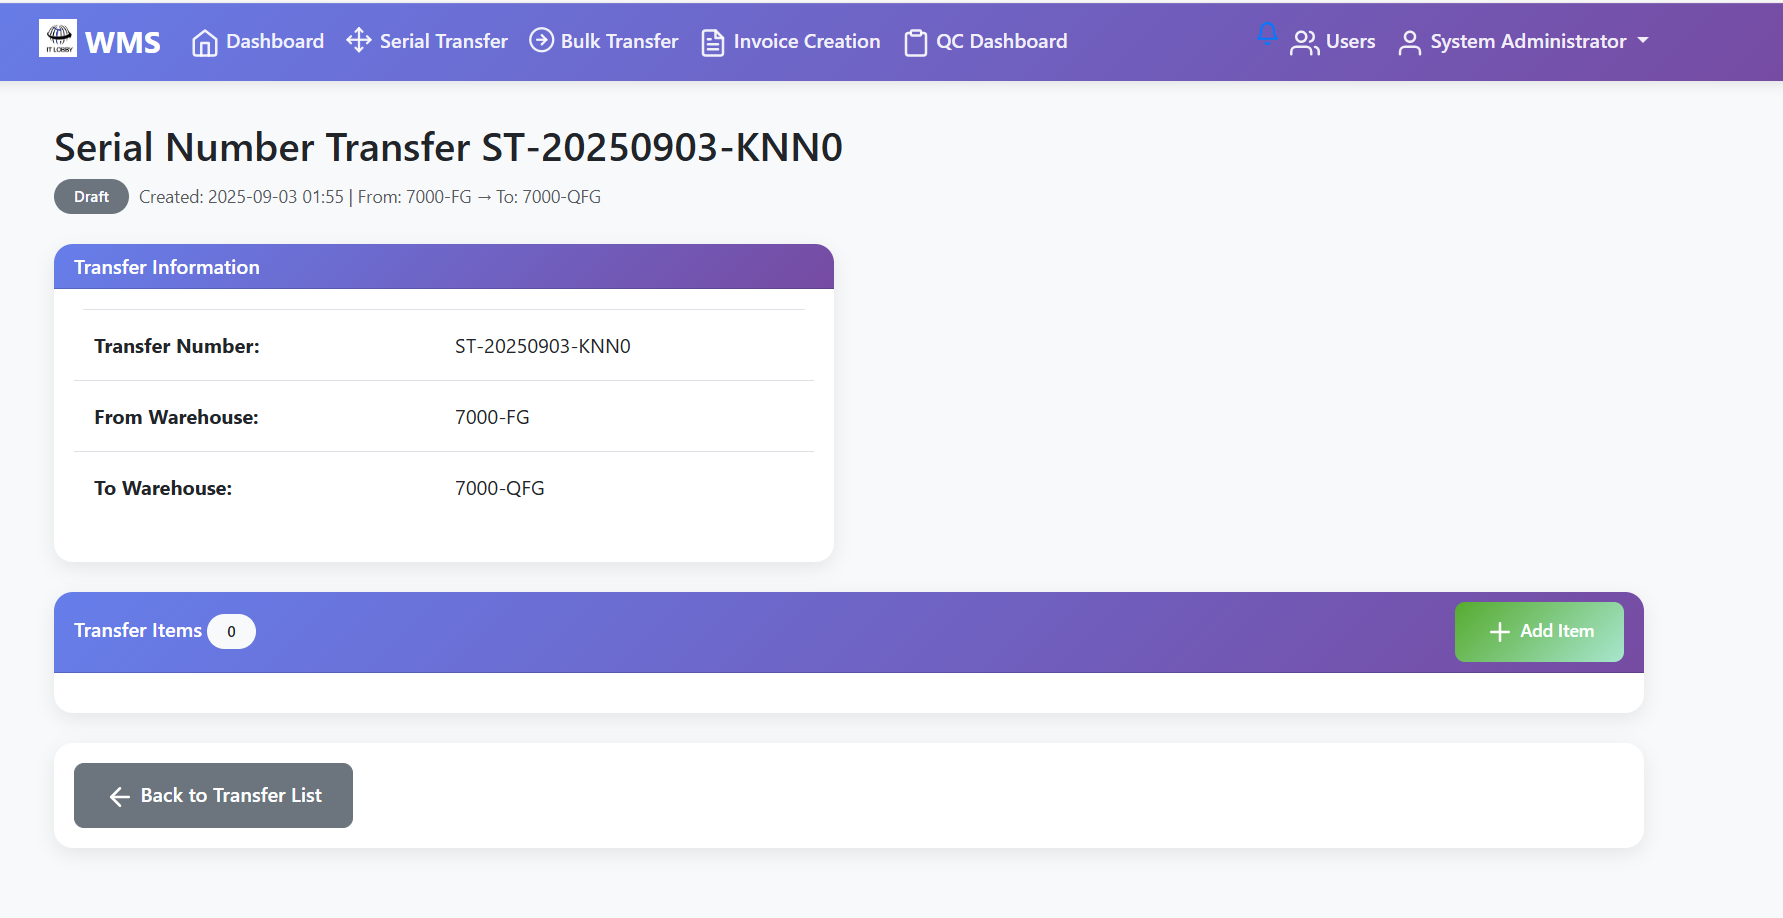 IT LOBBY
WMS Dashboard Serial Transfer Bulk Transfer Invoice Creation QC Dashboard Users System Administrator
Serial Number Transfer ST-20250903-KNN0
Draft Created: 2025-09-03 01:55 | From: 7000-FG → To: 7000-QFG
Transfer Information
Transfer Number: ST-20250903-KNN0
From Warehouse: 7000-FG
To Warehouse: 7000-QFG
Transfer Items 0 Add Item
Back to Transfer List